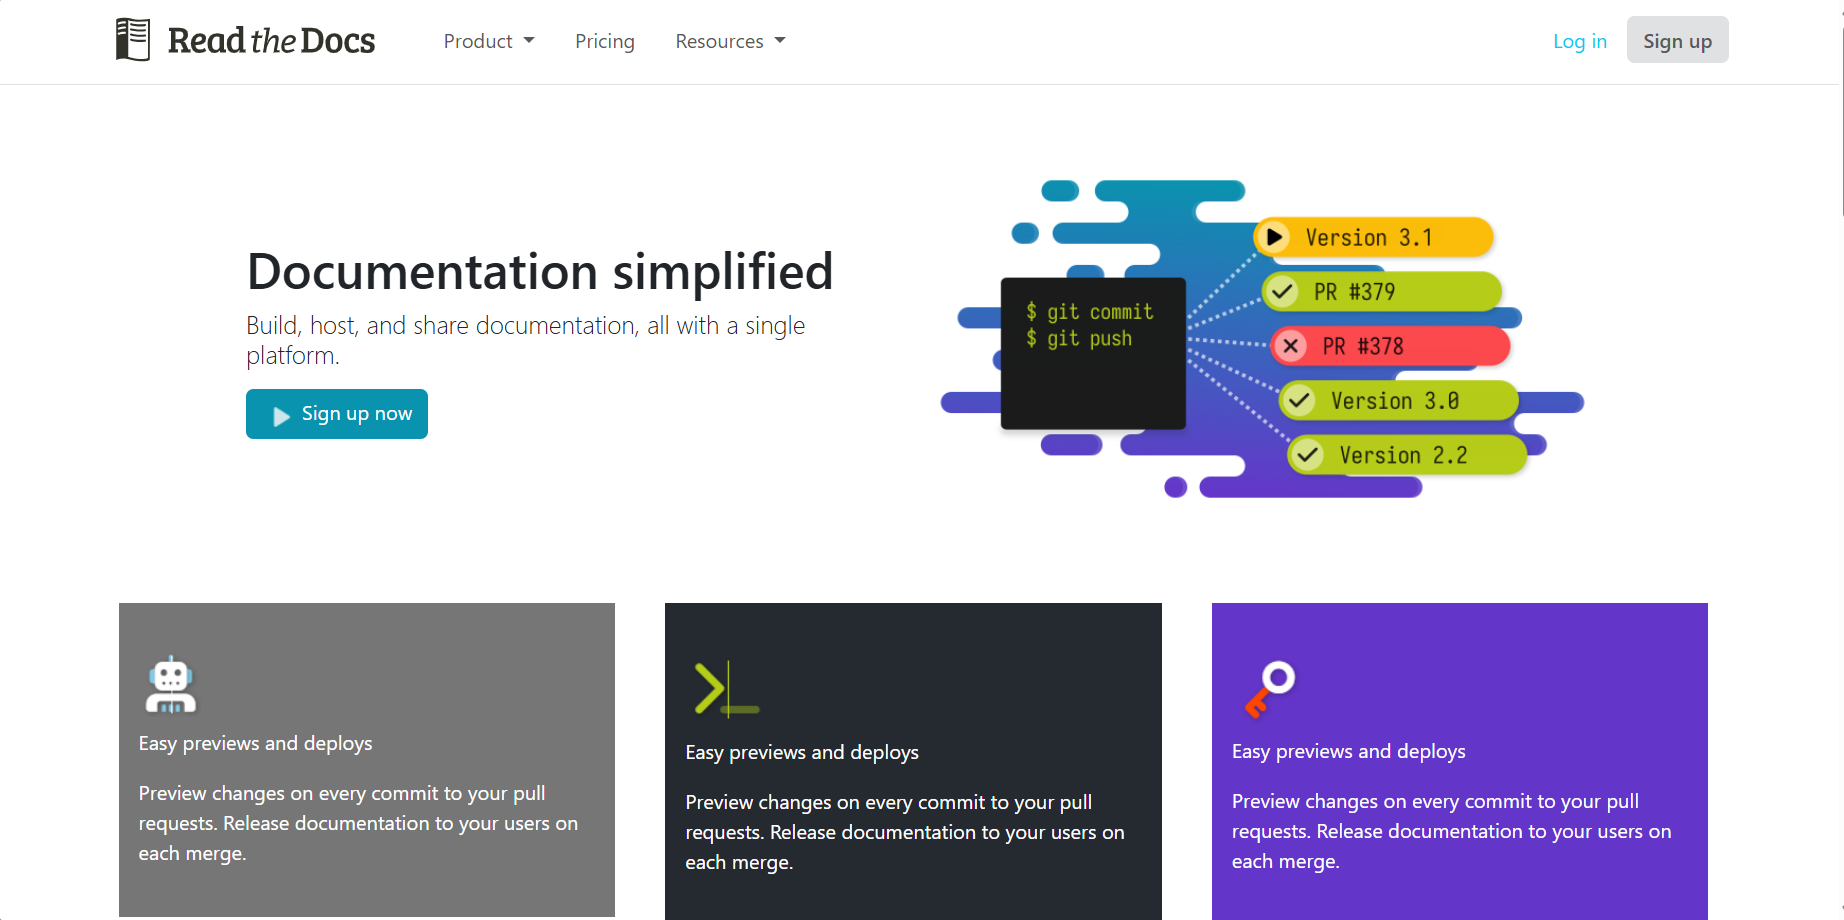 Read the Docs
Product
Pricing
Resources
Log in
Sign up
Documentation simplified
Build, host, and share documentation, all with a single
platform.
Sign up now
$ git commit
$ git push
Version 3.1
PR #379
PR #378
Version 3.0
Version 2.2
Easy previews and deploys
Preview changes on every commit to your pull
requests. Release documentation to your users on
each merge.
Easy previews and deploys
Preview changes on every commit to your pull
requests. Release documentation to your users on
each merge.
Easy previews and deploys
Preview changes on every commit to your pull
requests. Release documentation to your users on
each merge.